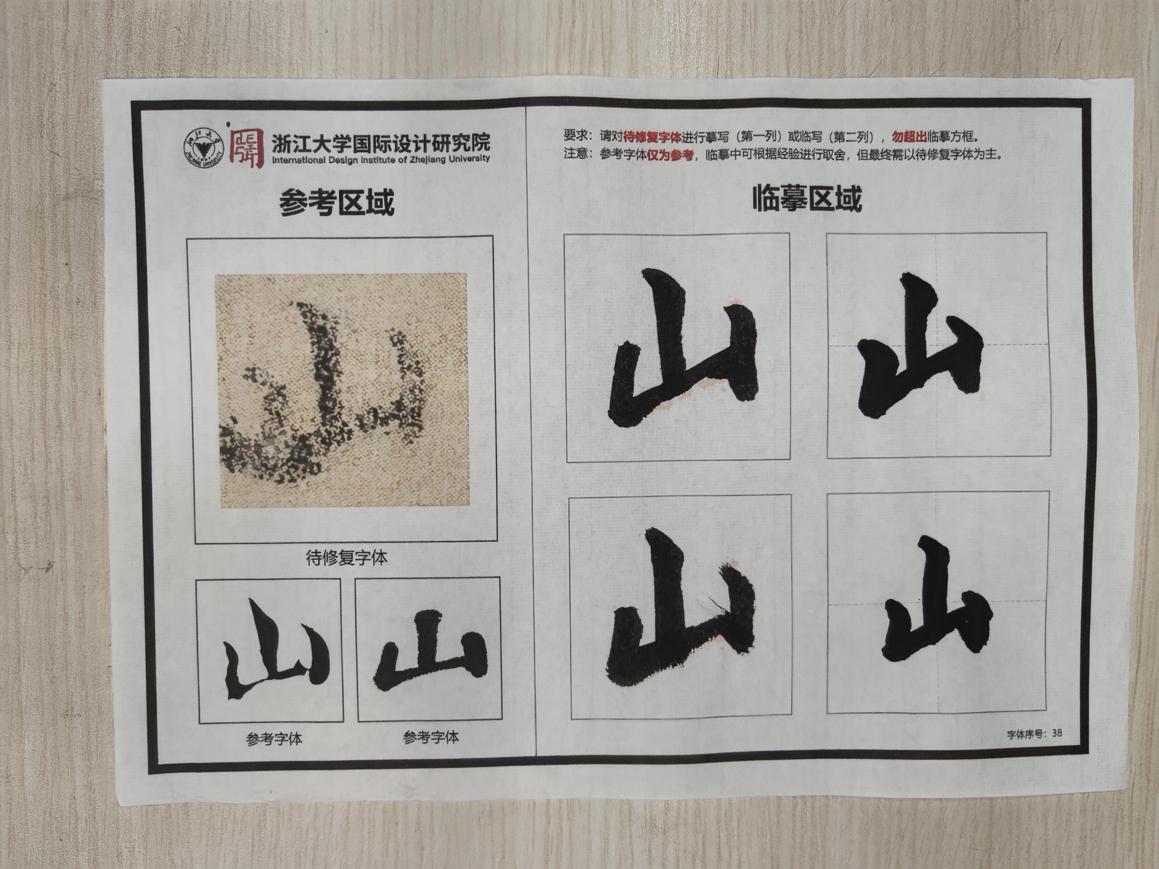 浙江大学国际设计研究院
International Design Institute of Zhejiang University
参考区域
山
待修复字体
山 山
参考字体 参考字体
要求：请对待修复字体进行摹写（第一列）或临写（第二列），勿超出临摹方框。
注意：参考字体仅为参考，临摹中可根据经验进行取舍，但最终需以待修复字体为主。
临摹区域
山 山
山 山
字体序号：38